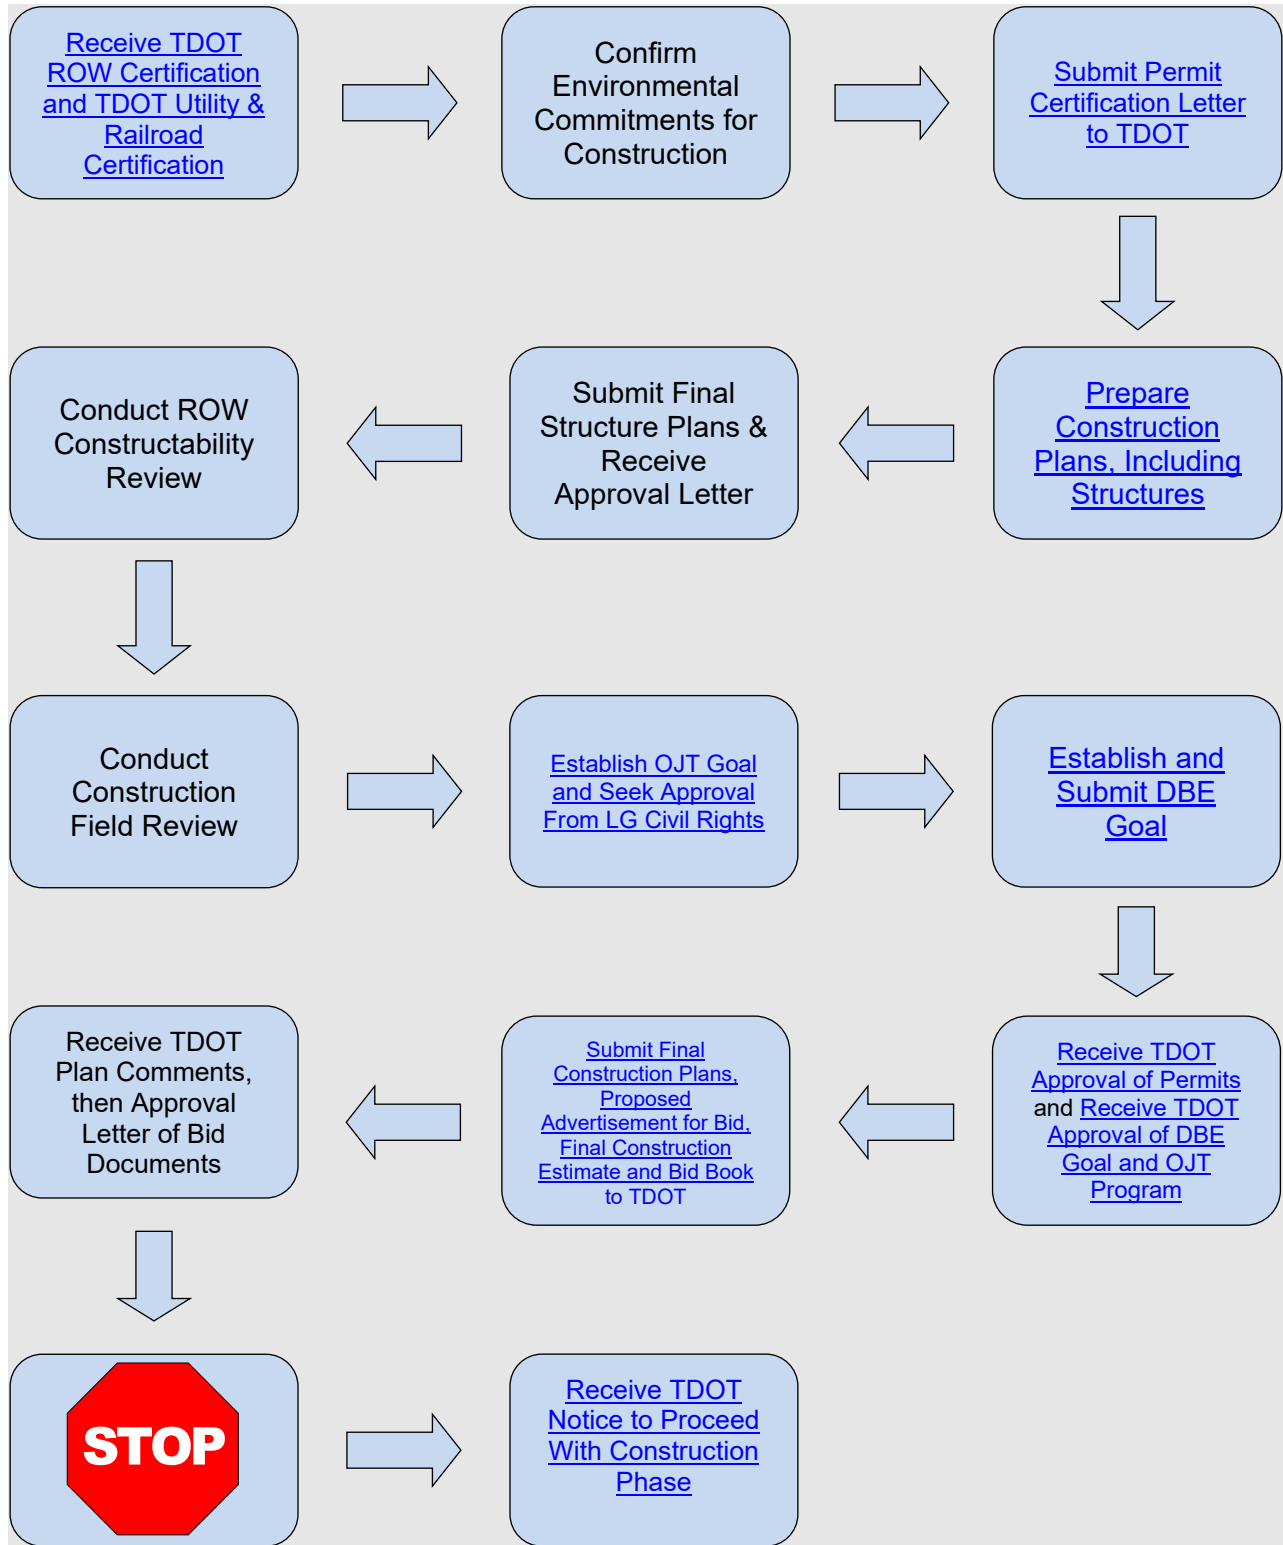 Receive TDOT
ROW Certification
and TDOT Utility &
Railroad
Certification
Confirm
Environmental
Commitments for
Construction
Submit Permit
Certification Letter
to TDOT
Prepare
Construction
Plans, Including
Structures
Submit Final
Structure Plans &
Receive
Approval Letter
Conduct ROW
Constructability
Review
Conduct
Construction
Field Review
Establish OJT Goal
and Seek Approval
From LG Civil Rights
Establish and
Submit DBE
Goal
Receive TDOT
Approval of Permits
and Receive TDOT
Approval of DBE
Goal and OJT
Program
Submit Final
Construction Plans,
Proposed
Advertisement for Bid,
Final Construction
Estimate and Bid Book
to TDOT
Receive TDOT
Plan Comments,
then Approval
Letter of Bid
Documents
STOP
Receive TDOT
Notice to Proceed
With Construction
Phase